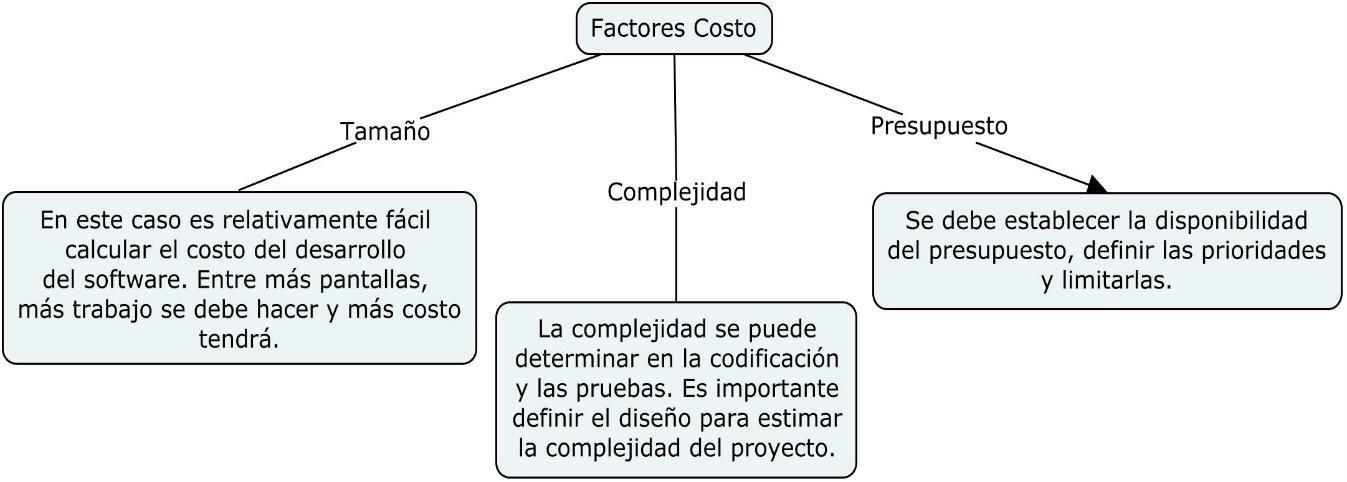 Factores Costo
Tamaño
Presupuesto
Complejidad
En este caso es relativamente fácil
calcular el costo del desarrollo
del software. Entre más pantallas,
más trabajo se debe hacer y más costo
tendrá.
La complejidad se puede
determinar en la codificación
y las pruebas. Es importante
definir el diseño para estimar
la complejidad del proyecto.
Se debe establecer la disponibilidad
del presupuesto, definir las prioridades
y limitarlas.